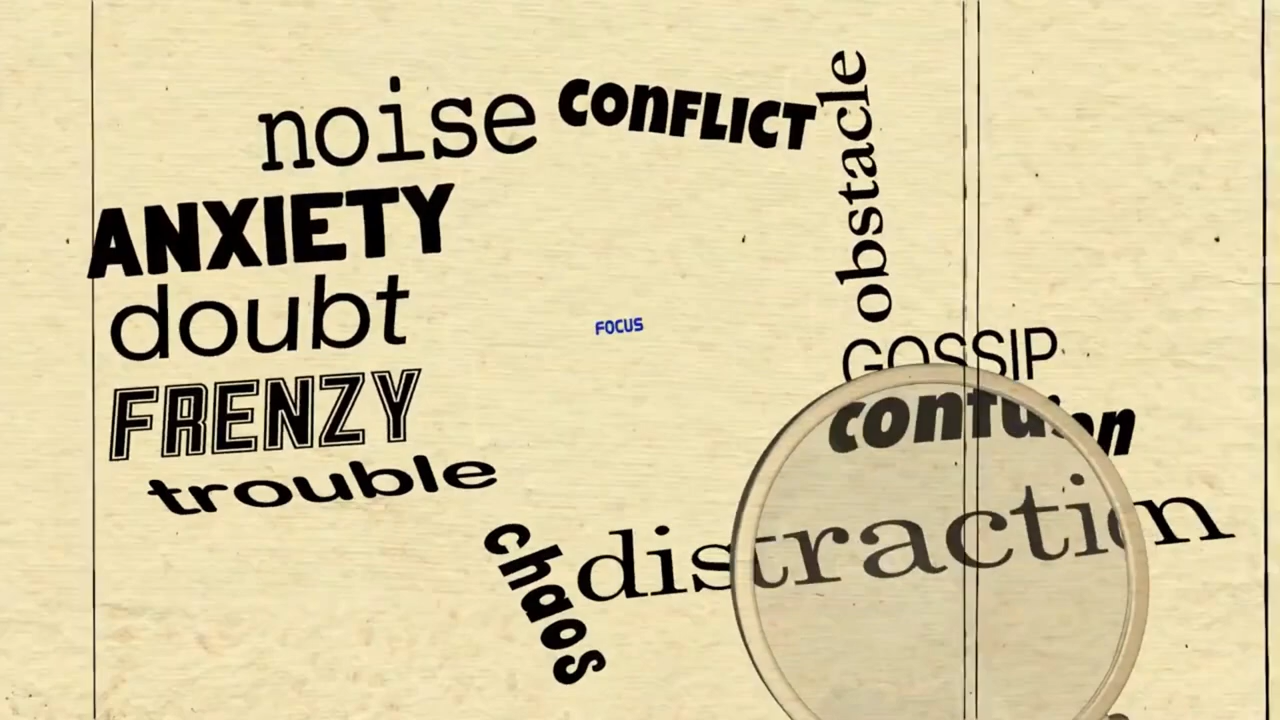 noise
CONFLICT
obstacle
ANXIETY
doubt
FOCUS
GOSSIP
FRENZY
confusion
trouble
distraction
chaos